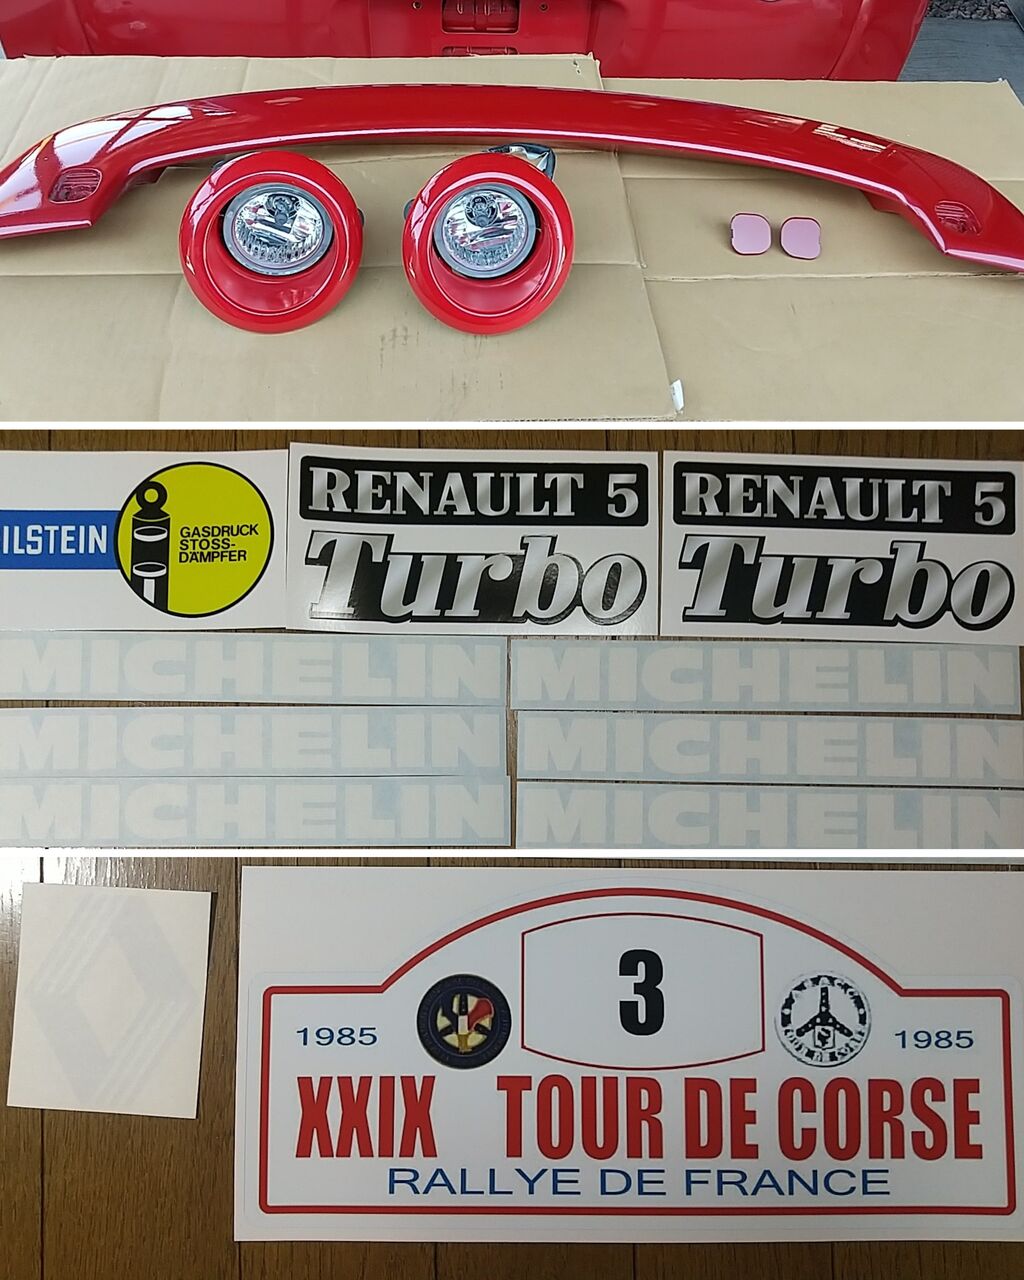 ILSTEIN
GASDRUCK
STOSS-
DÄMPFER
RENAULT 5
Turbo
RENAULT 5
Turbo
MICHELIN
MICHELIN
MICHELIN
MICHELIN
MICHELIN
MICHELIN
3
1985
1985
XXIX TOUR DE CORSE
RALLYE DE FRANCE